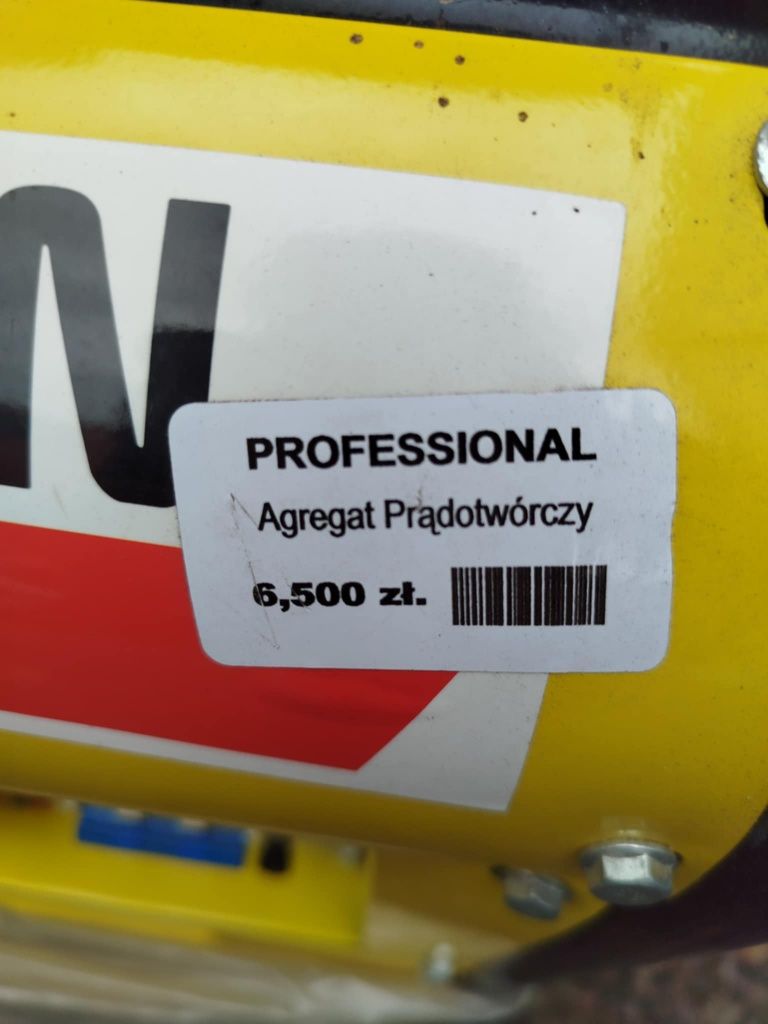 N
PROFESSIONAL
Agregat Prądotwórczy
6,500 zł.